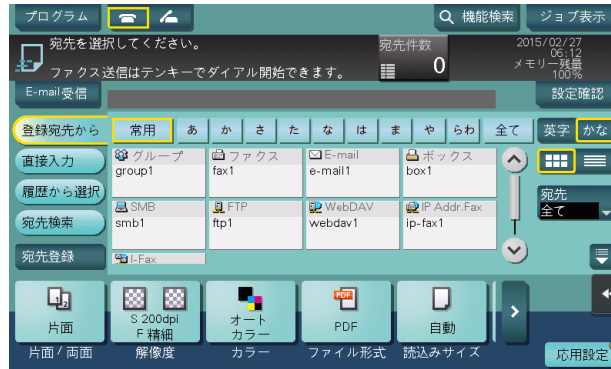 プログラム
機能検索
ジョブ表示
宛先を選択してください。
ファクス送信はテンキーでダイアル開始できます。
宛先件数
0
2015/02/27
06:12
メモリー残量
100%
E-mail受信
設定確認
登録宛先から
常用 あ か さ た な は ま や らわ 全て
英字 かな
直接入力
履歴から選択
宛先検索
宛先登録
グループ
group1
ファクス
fax1
E-mail
e-mail1
ボックス
box1
SMB
smb1
FTP
ftp1
WebDAV
webdav1
IP Addr.Fax
ip-fax1
I-Fax
宛先
全て
片面
片面/両面
S 200dpi
F 精細
解像度
オート
カラー
カラー
PDF
PDF
ファイル形式
自動
読込みサイズ
応用設定